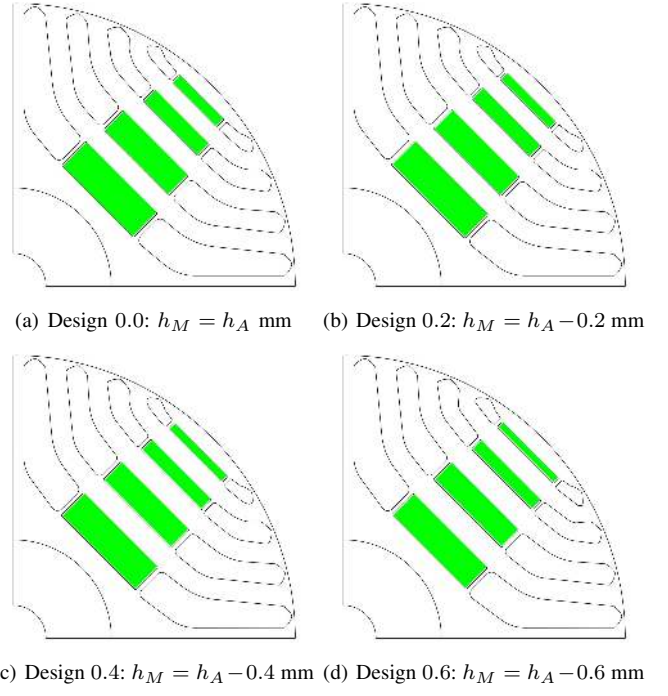 (a) Design 0.0: h_M = h_A mm (b) Design 0.2: h_M = h_A−0.2 mm
c) Design 0.4: h_M = h_A−0.4 mm (d) Design 0.6: h_M = h_A−0.6 mm